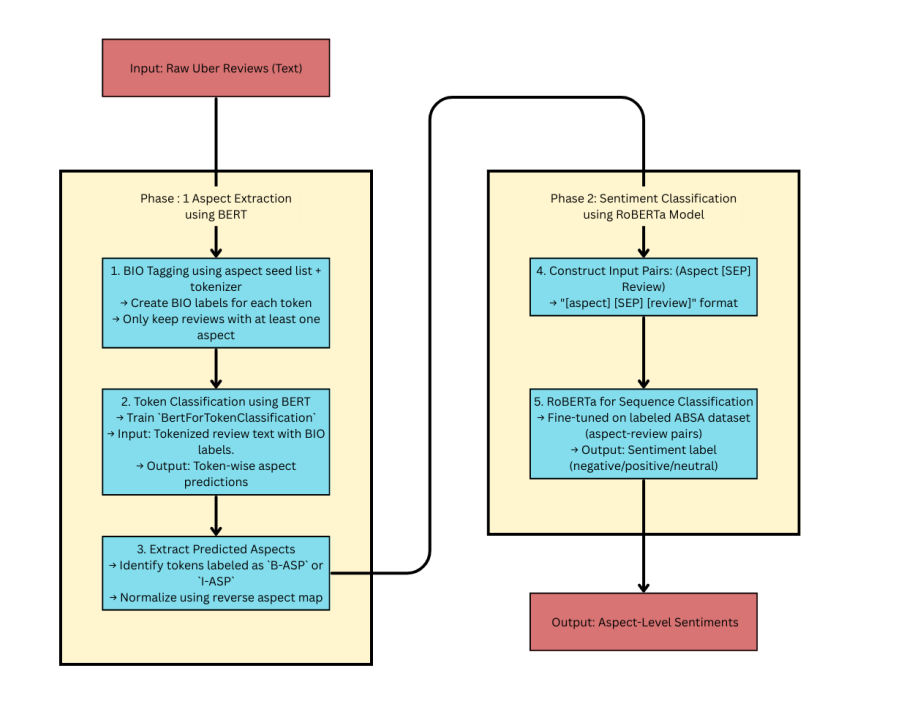 Input: Raw Uber Reviews (Text)
Phase : 1 Aspect Extraction
using BERT
1. BIO Tagging using aspect seed list +
tokenizer
→ Create BIO labels for each token
→ Only keep reviews with at least one
aspect
2. Token Classification using BERT
→ Train `BertForTokenClassification`
→ Input: Tokenized review text with BIO
labels.
→ Output: Token-wise aspect
predictions
3. Extract Predicted Aspects
→ Identify tokens labeled as `B-ASP` or
`I-ASP`
→ Normalize using reverse aspect map
Phase 2: Sentiment Classification
using RoBERTa Model
4. Construct Input Pairs: (Aspect [SEP]
Review)
→ "[aspect] [SEP] [review]" format
5. RoBERTa for Sequence Classification
→ Fine-tuned on labeled ABSA dataset
(aspect-review pairs)
→ Output: Sentiment label
(negative/positive/neutral)
Output: Aspect-Level Sentiments